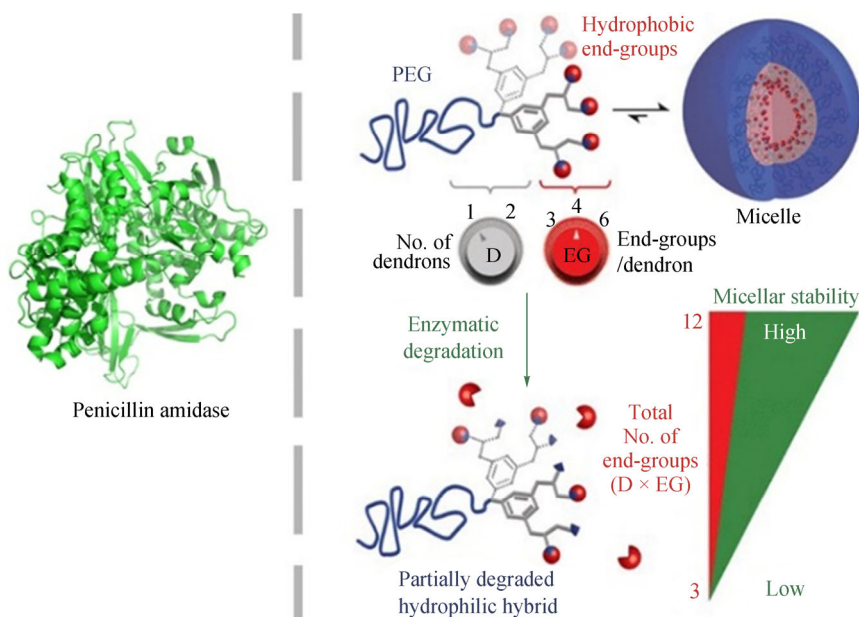 Hydrophobic
end-groups
PEG
Micelle
1 2
3 4 6
No. of
dendrons
D
EG
End-groups
/dendron
Micellar stability
12
High
Enzymatic
degradation
Penicillin amidase
Total
No. of
end-groups
(D × EG)
Partially degraded
hydrophilic hybrid
3
Low